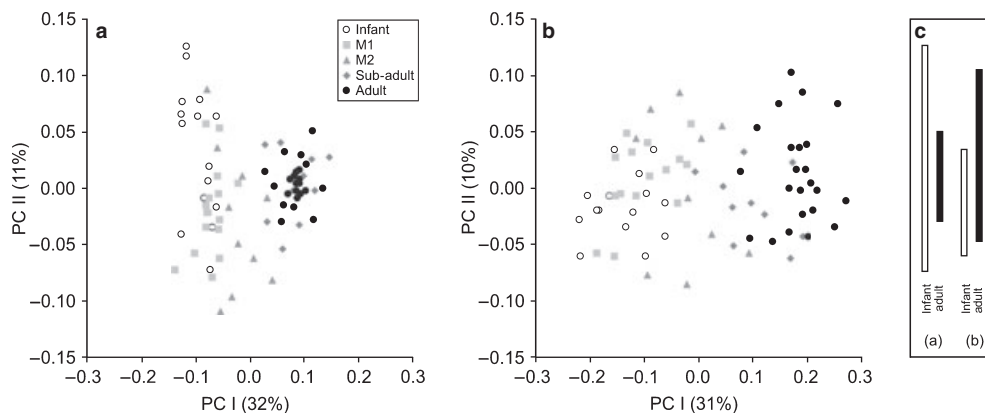 a
0.15
0.10
0.05
0.00
−0.05
−0.10
−0.15
PC II (11%)
−0.3
−0.2
−0.1
0.0
0.1
0.2
0.3
PC I (32%)
Infant
M1
M2
Sub-adult
Adult
b
0.15
0.10
0.05
0.00
−0.05
−0.10
−0.15
PC II (10%)
−0.3
−0.2
−0.1
0.0
0.1
0.2
0.3
PC I (31%)
c
Infant
adult
(a)
Infant
adult
(b)